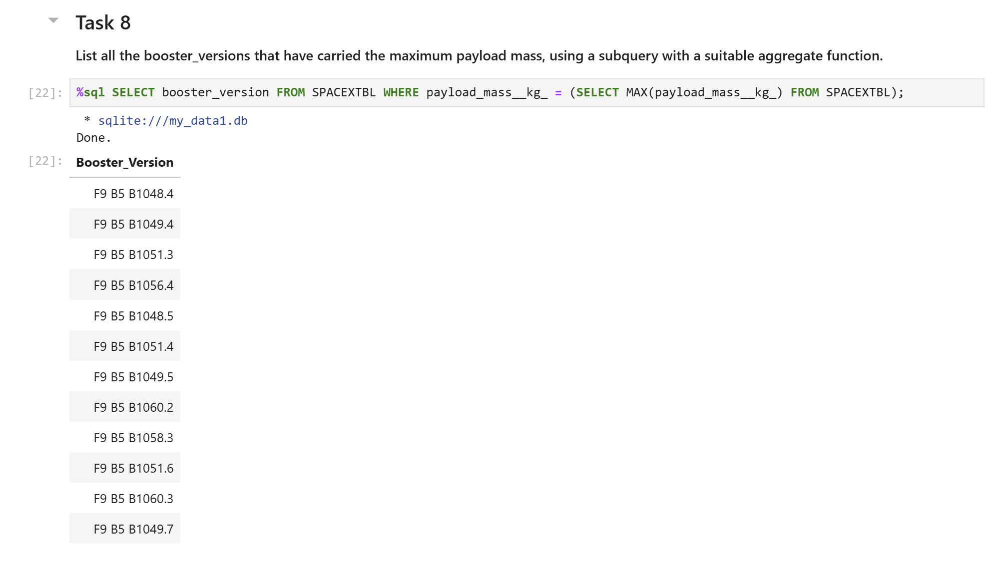 Task 8
List all the booster_versions that have carried the maximum payload mass, using a subquery with a suitable aggregate function.
[22]: %sql SELECT booster_version FROM SPACEXTBL WHERE payload_mass__kg_ = (SELECT MAX(payload_mass__kg_) FROM SPACEXTBL);
* sqlite:///my_data1.db
Done.
[22]: Booster_Version
F9 B5 B1048.4
F9 B5 B1049.4
F9 B5 B1051.3
F9 B5 B1056.4
F9 B5 B1048.5
F9 B5 B1051.4
F9 B5 B1049.5
F9 B5 B1060.2
F9 B5 B1058.3
F9 B5 B1051.6
F9 B5 B1060.3
F9 B5 B1049.7